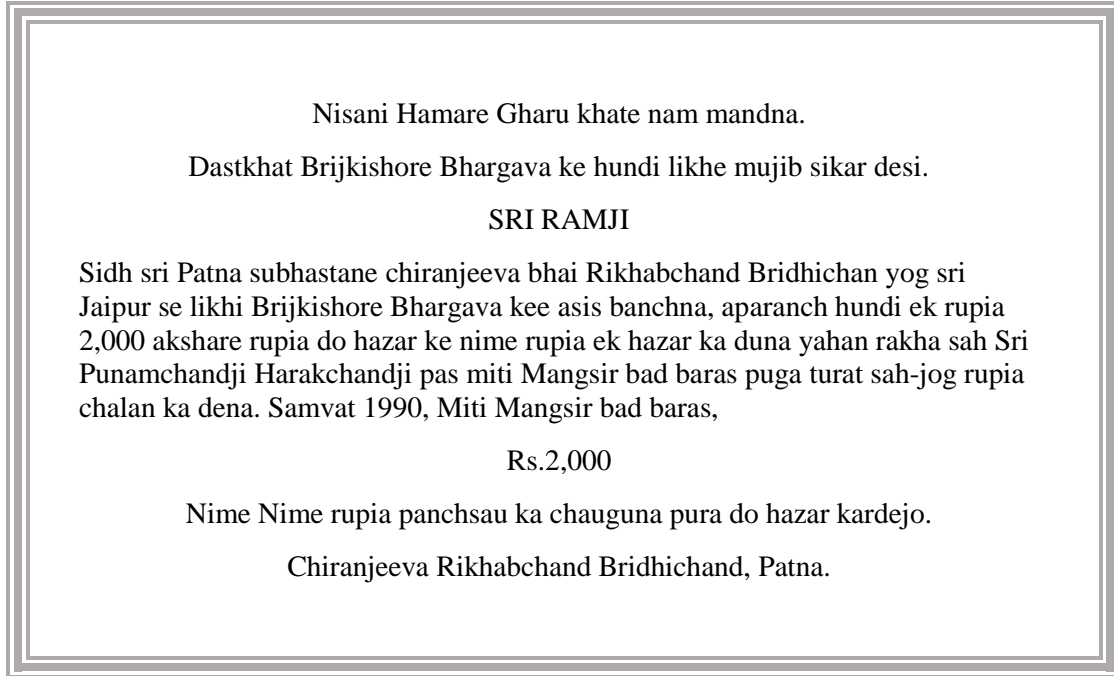 Nisani Hamare Gharu khate nam mandna.
Dastkhat Brijkishore Bhargava ke hundi likhe mujib sikar desi.
SRI RAMJI
Sidh sri Patna subhastane chiranjeeva bhai Rikhabchand Bridhichan yog sri
Jaipur se likhi Brijkishore Bhargava kee asis banchna, aparanch hundi ek rupia
2,000 akshare rupia do hazar ke nime rupia ek hazar ka duna yahan rakha sah Sri
Punamchandji Harakchandji pas miti Mangsir bad baras puga turat sah-jog rupia
chalan ka dena. Samvat 1990, Miti Mangsir bad baras,
Rs.2,000
Nime Nime rupia panchsau ka chauguna pura do hazar kardejo.
Chiranjeeva Rikhabchand Bridhichand, Patna.